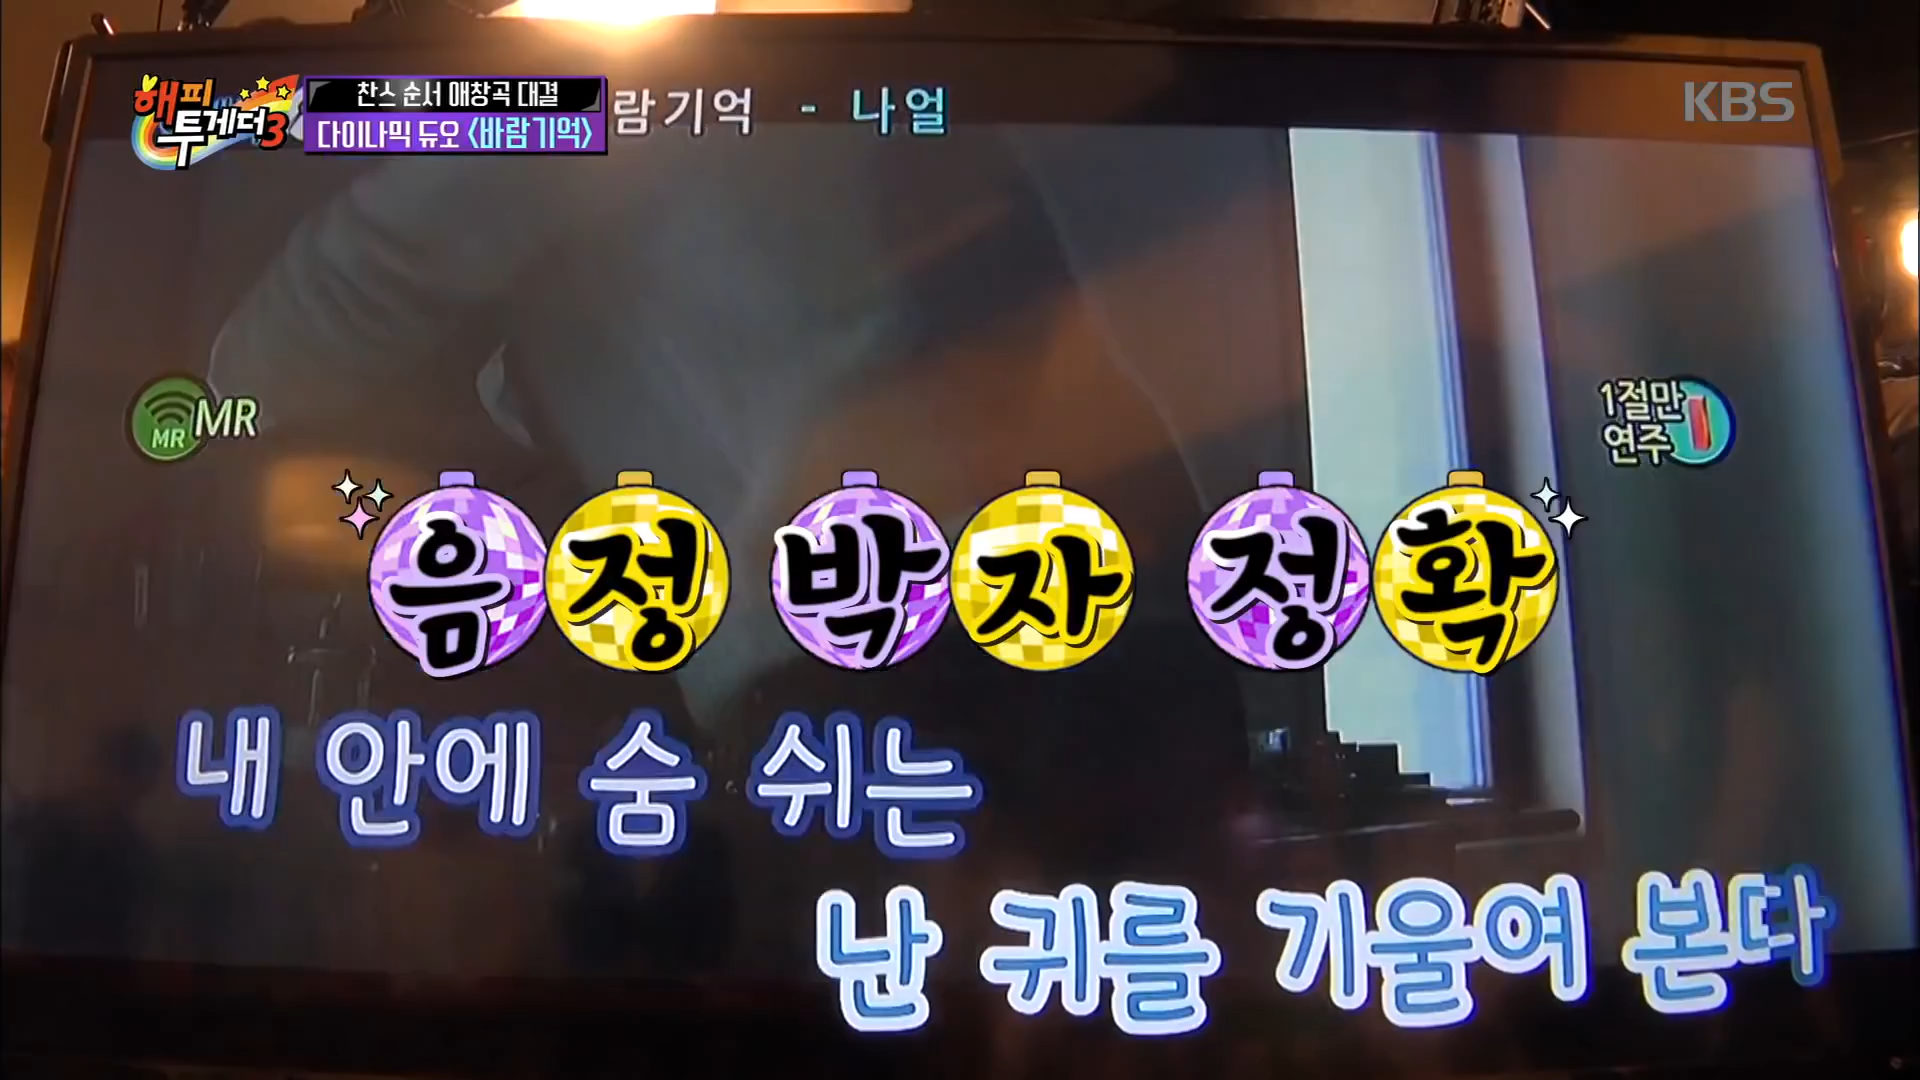 해피투게더3
찬스 순서 애창곡 대결
다이나믹 듀오 <바람기억>
람기억 - 나얼
KBS
MR MR
1절만
연주
음정 박자 정확
내 안에 숨 쉬는
난 귀를 기울여 본다